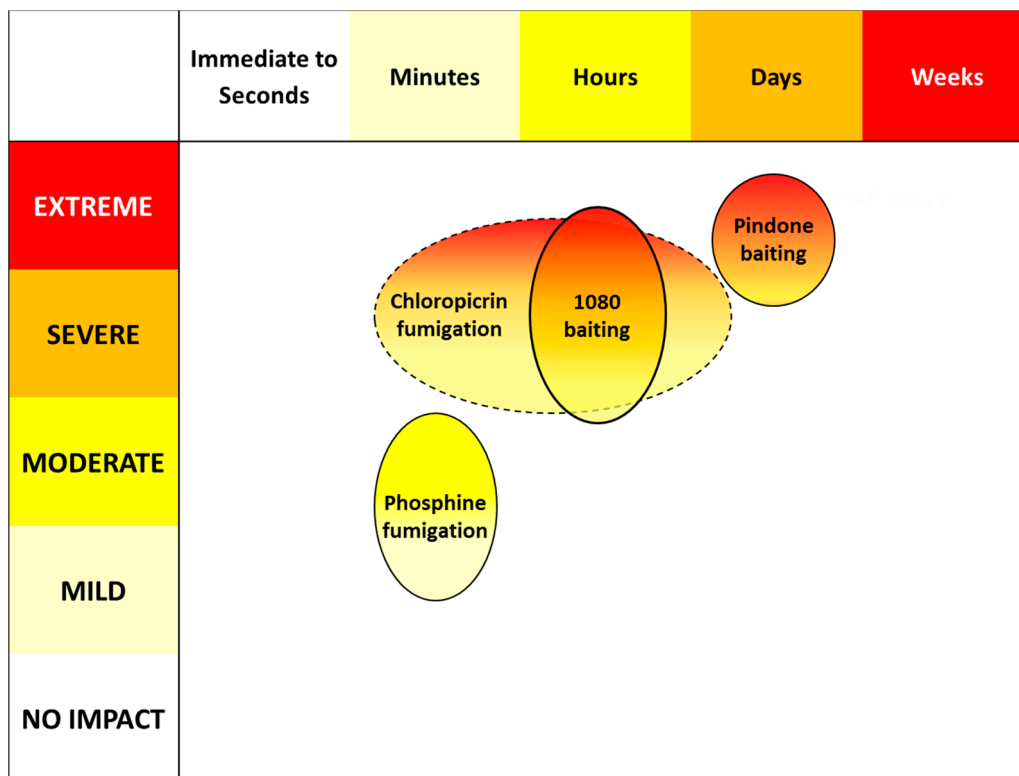 Immediate to
Seconds
Minutes
Hours
Days
Weeks
EXTREME
Pindone
baiting
SEVERE
Chloropicrin
fumigation
1080
baiting
MODERATE
Phosphine
fumigation
MILD
NO IMPACT